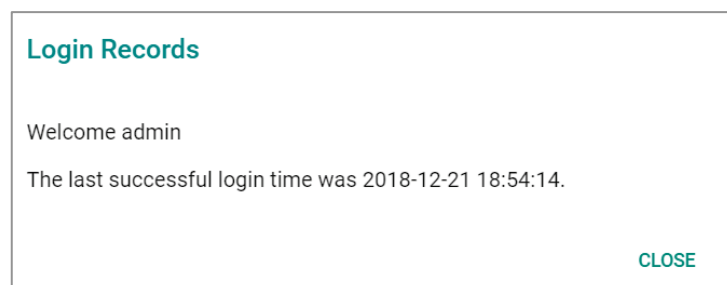 Login Records
Welcome admin
The last successful login time was 2018-12-21 18:54:14.
CLOSE